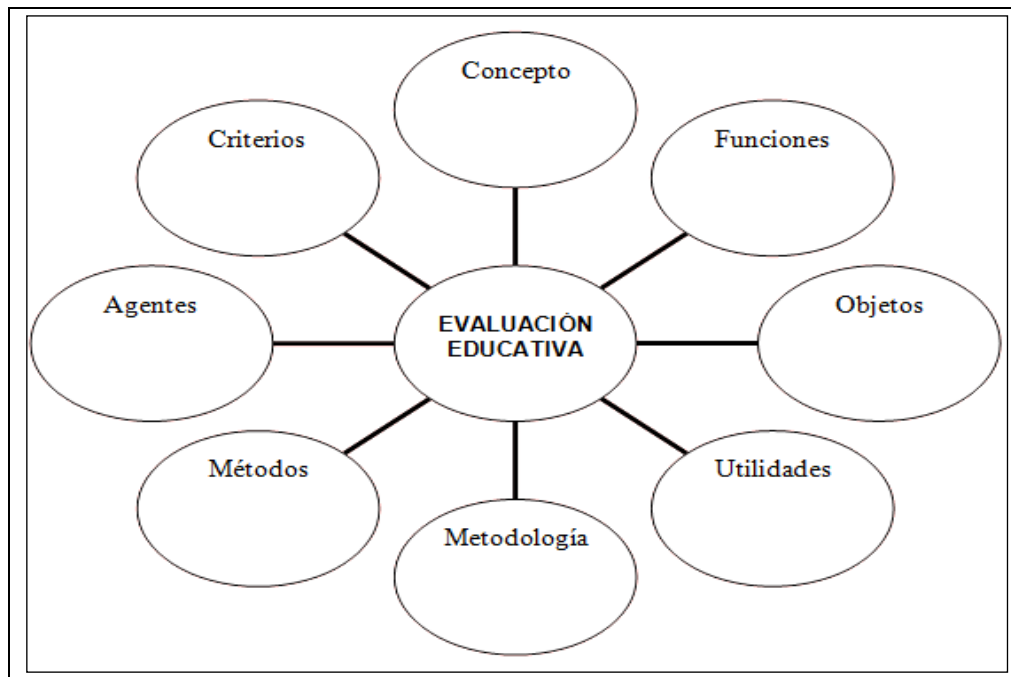 Concepto
Criterios
Funciones
Agentes
EVALUACIÓN
EDUCATIVA
Objetos
Métodos
Utilidades
Metodología